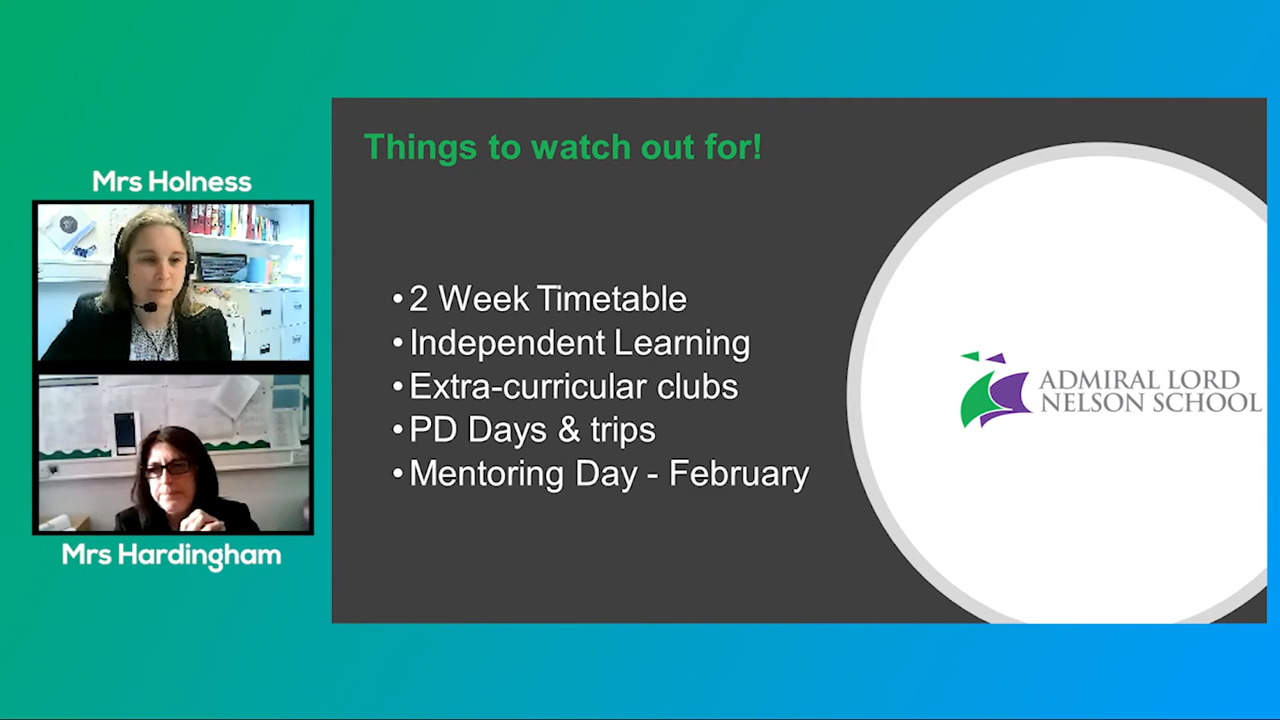 Mrs Holness
Mrs Hardingham
Things to watch out for!
• 2 Week Timetable
• Independent Learning
• Extra-curricular clubs
• PD Days & trips
• Mentoring Day - February
ADMIRAL LORD
NELSON SCHOOL